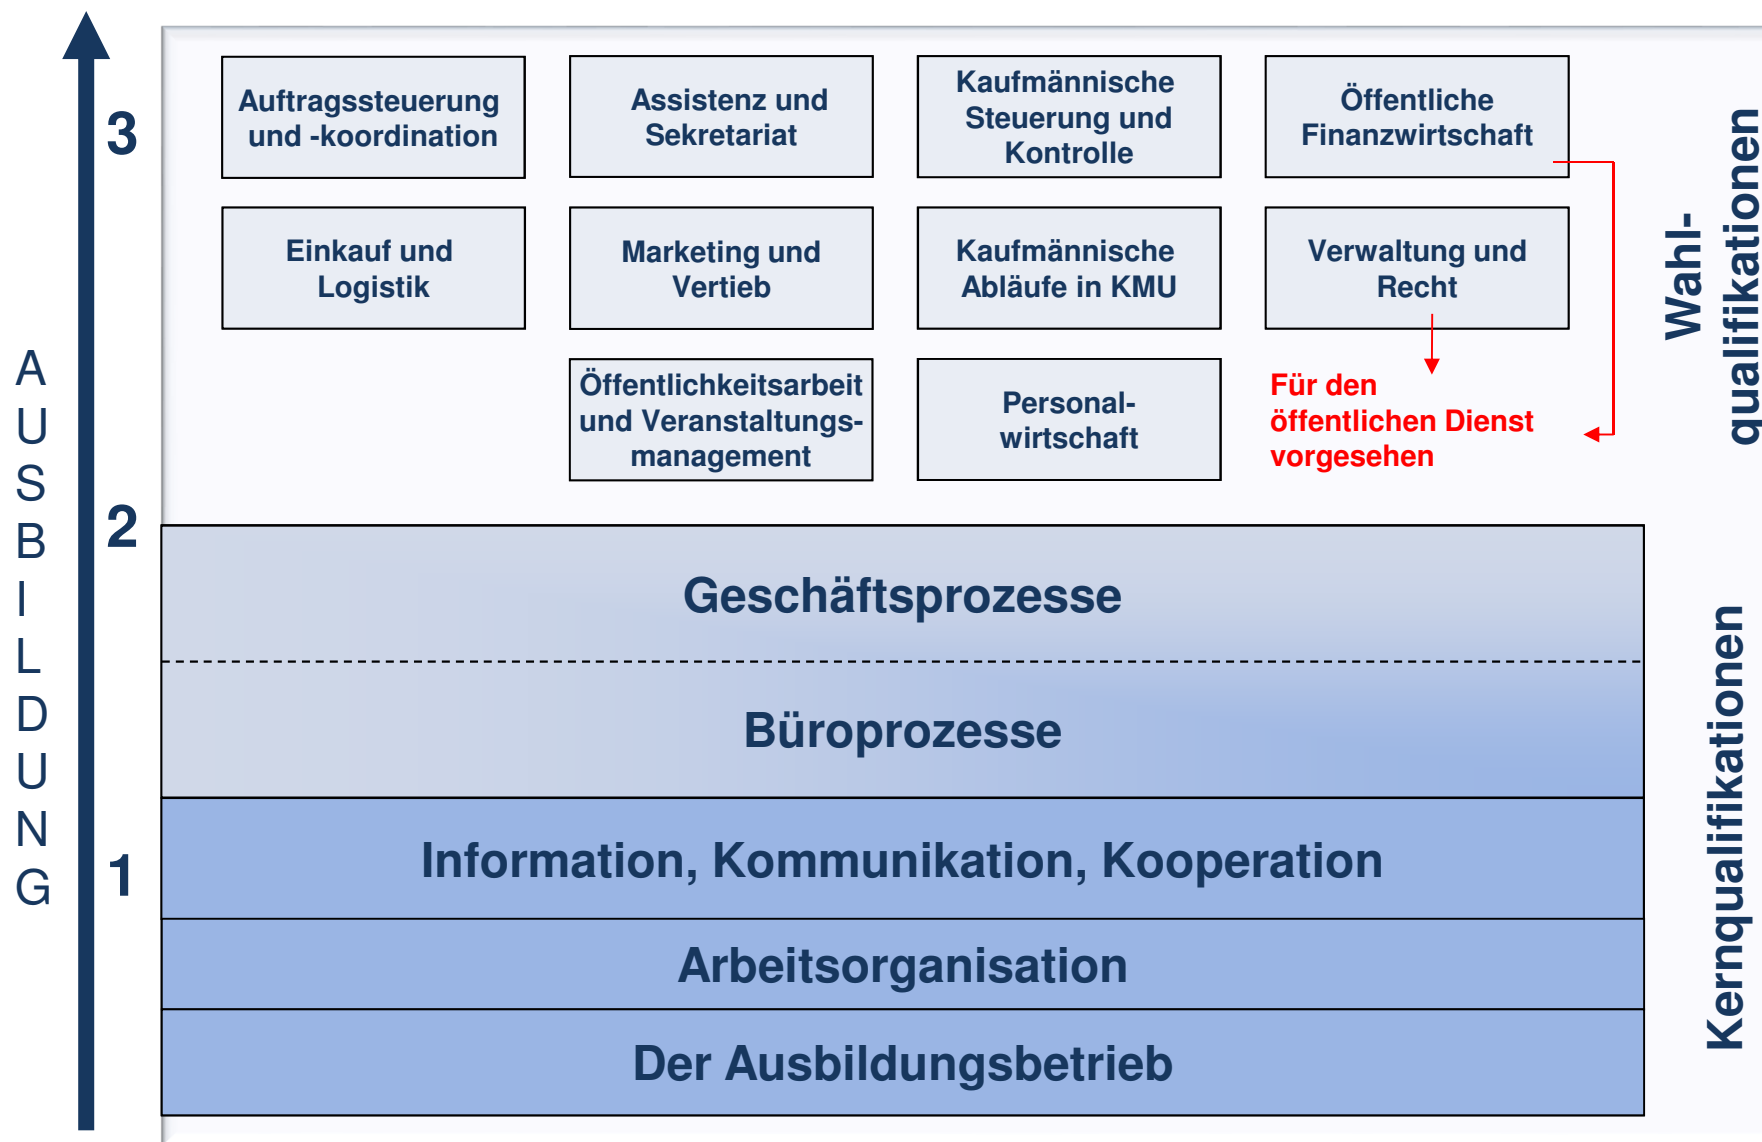 3
Auftragssteuerung
und -koordination
Assistenz und
Sekretariat
Kaufmännische
Steuerung und
Kontrolle
Öffentliche
Finanzwirtschaft
Einkauf und
Logistik
Marketing und
Vertieb
Kaufmännische
Abläufe in KMU
Verwaltung und
Recht
Öffentlichkeitsarbeit
und Veranstaltungs-
management
Personal-
wirtschaft
Für den
öffentlichen Dienst
vorgesehen
Wahl-
qualifikationen
AUSBILDUNG
2
Geschäftsprozesse
Büroprozesse
1
Information, Kommunikation, Kooperation
Arbeitsorganisation
Der Ausbildungsbetrieb
Kernqualifikationen